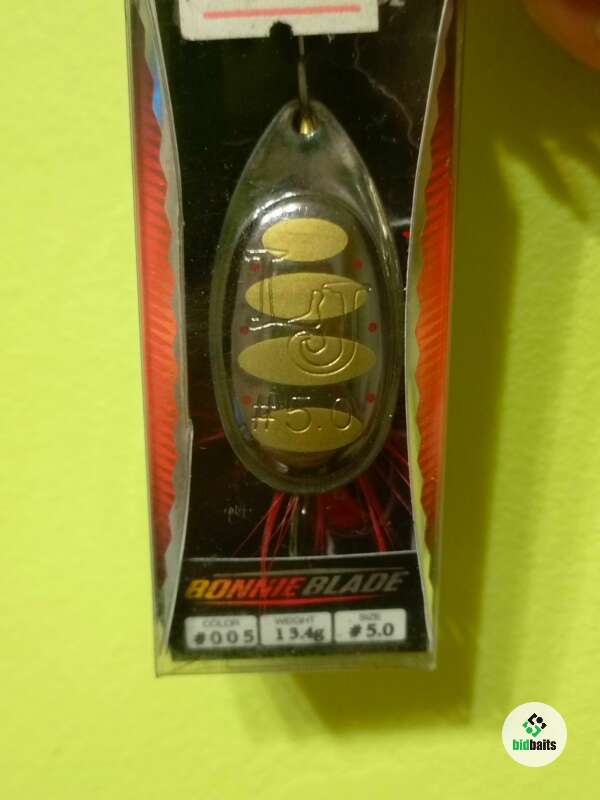 LJ
#5.0
BONNIE BLADE
COLOR WEIGHT SIZE
#005 13.4g #5.0
bidbaits